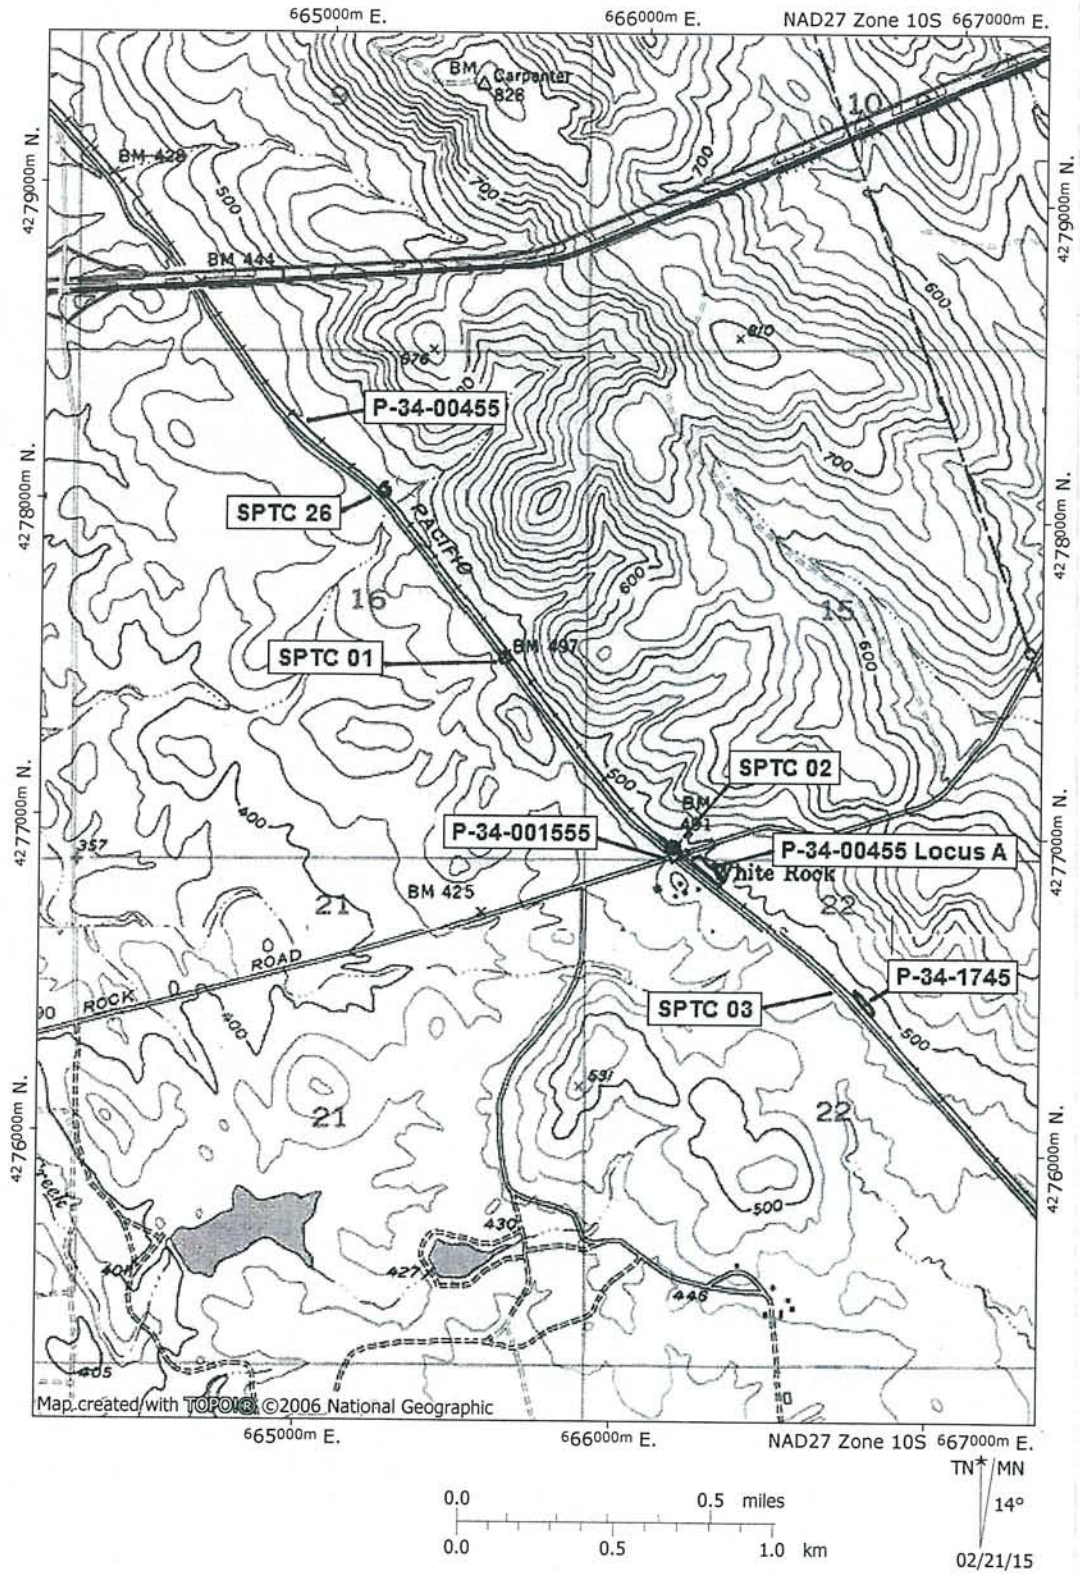 665000m E.
666000m E.
NAD27 Zone 10S 667000m E.
BM
Carpenter
828
9
10
BM 428
700
700
4279000m N.
4279000m N.
500
BM 444
600
810
676
P-34-00455
700
4278000m N.
4278000m N.
SPTC 26
PACIFIC
600
16
15
SPTC 01
BM 497
600
SPTC 02
500
BM
491
400
4277000m N.
4277000m N.
P-34-001555
P-34-00455 Locus A
357
White Rock
BM 425
21
22
ROAD
P-34-1745
ROCK
90
SPTC 03
400
500
531
21
22
4276000m N.
4276000m N.
500
430
427
446
405
Map created with TOPO!® ©2006 National Geographic
665000m E.
666000m E.
NAD27 Zone 10S 667000m E.
TN MN
0.0 0.5 miles
14°
0.0 0.5 1.0 km
02/21/15